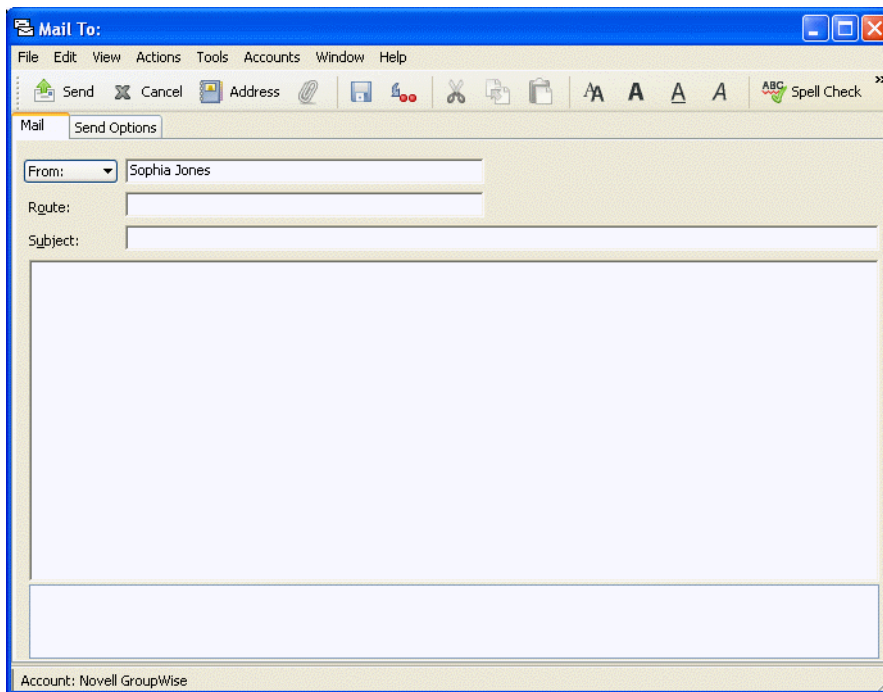 Mail To:
File Edit View Actions Tools Accounts Window Help
Send Cancel Address A A A A ABC Spell Check »
Mail Send Options
From: Sophia Jones
Route:
Subject:
Account: Novell GroupWise